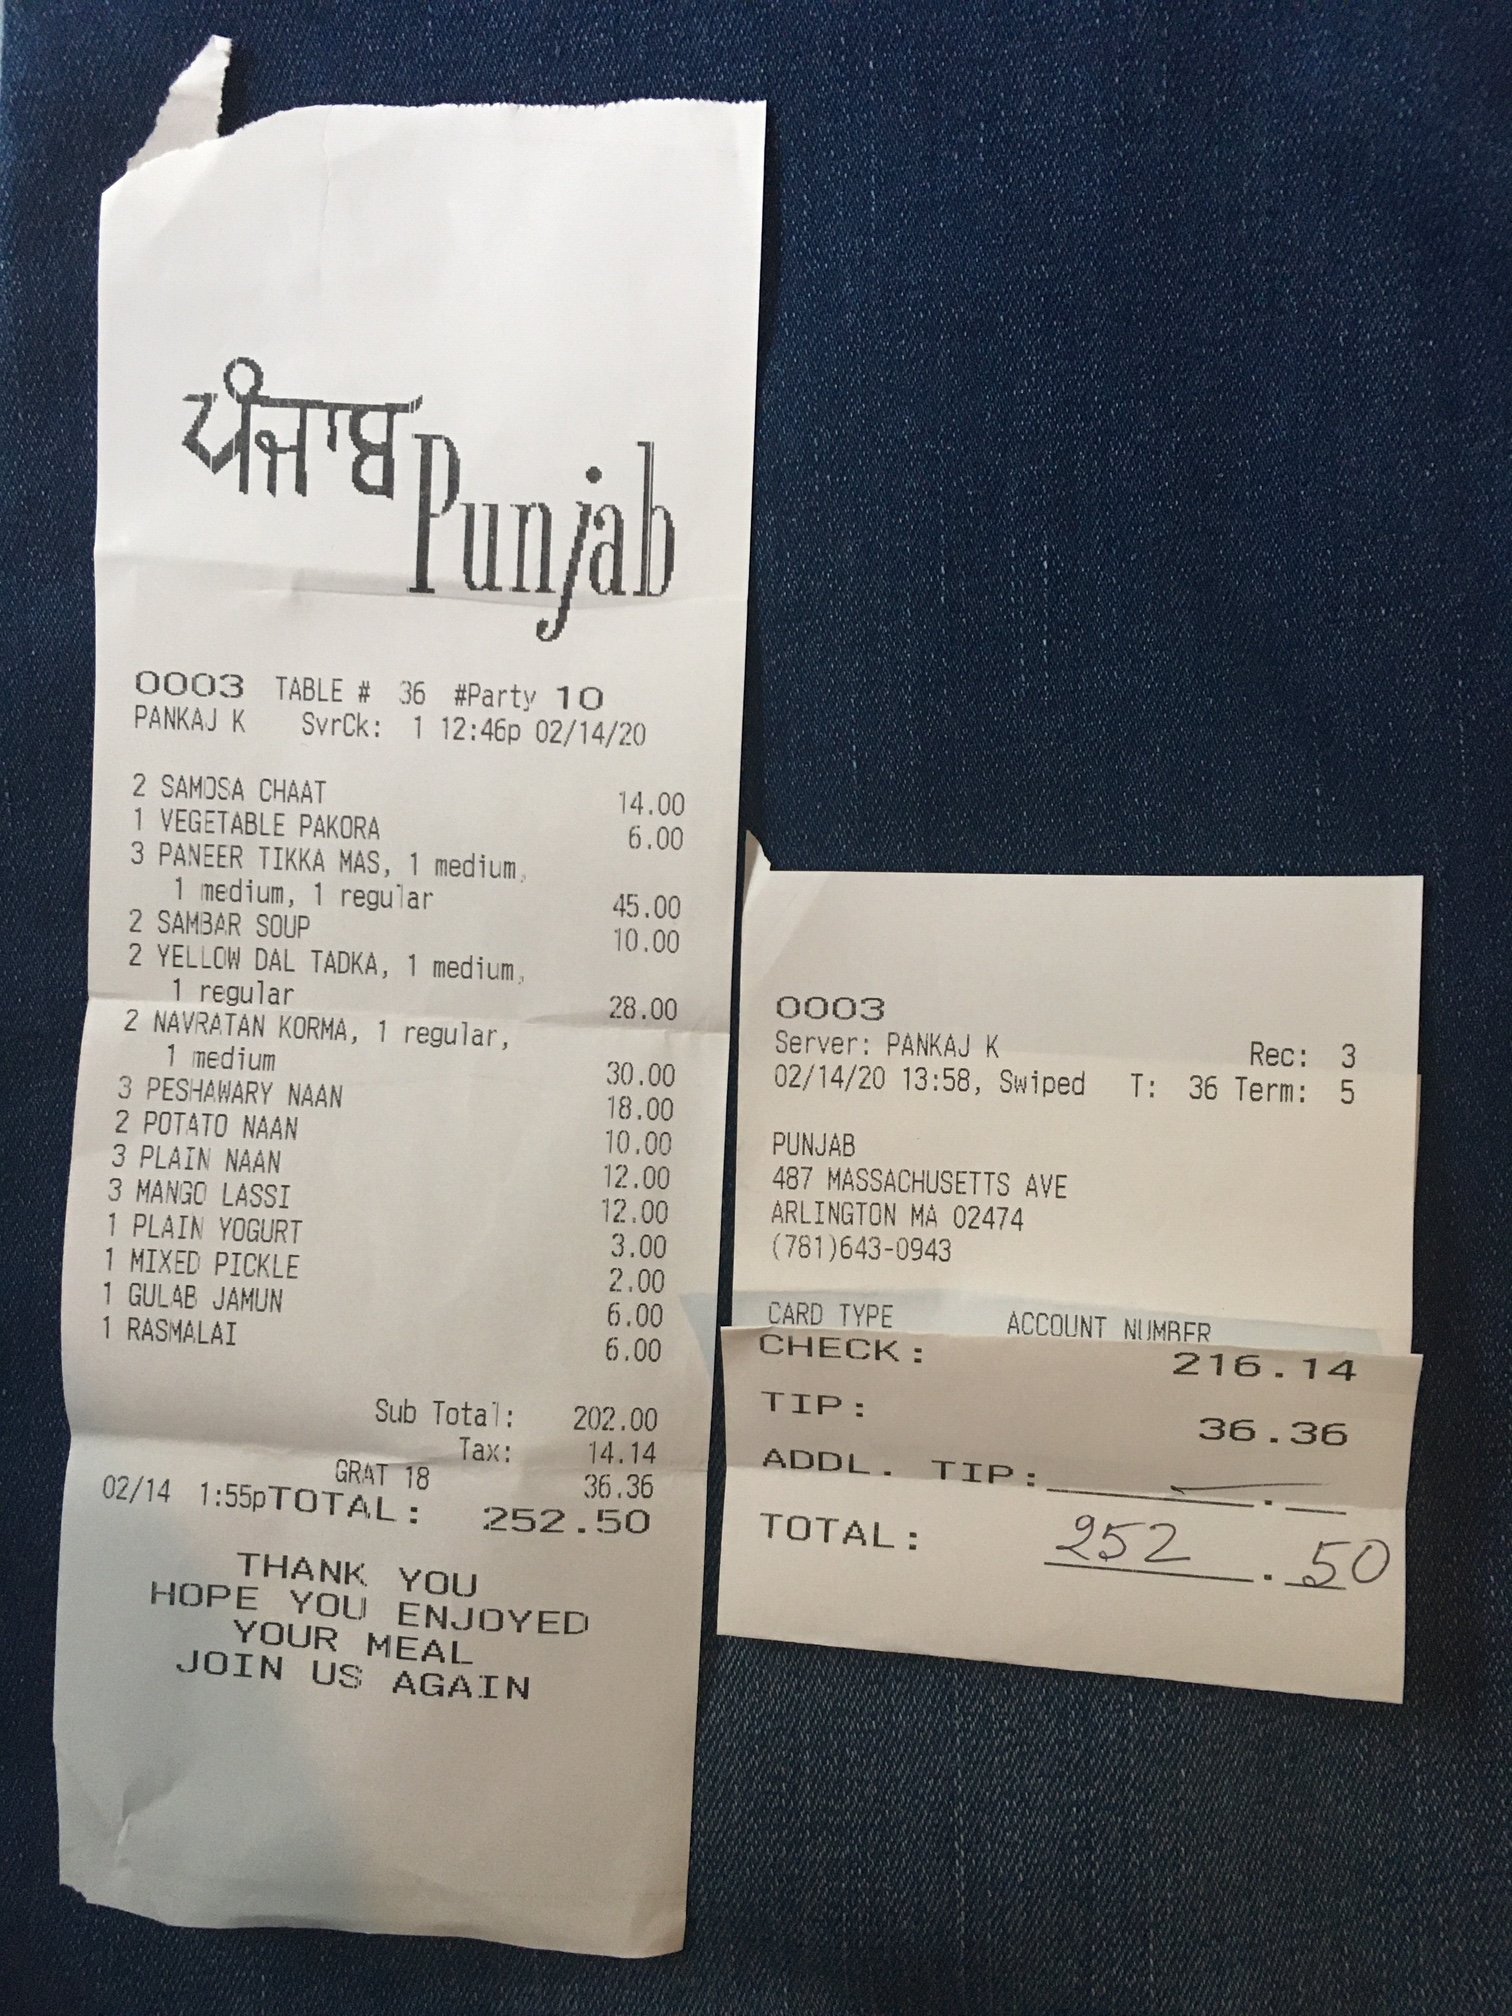 ਪੰਜਾਬ
Punjab
0003 TABLE # 36 #Party 10
PANKAJ K SvrCk: 1 12:46p 02/14/20
2 SAMOSA CHAAT 14.00
1 VEGETABLE PAKORA 6.00
3 PANEER TIKKA MAS, 1 medium,
1 medium, 1 regular 45.00
2 SAMBAR SOUP 10.00
2 YELLOW DAL TADKA, 1 medium,
1 regular 28.00
2 NAVRATAN KORMA, 1 regular,
1 medium 30.00
3 PESHAWARY NAAN 18.00
2 POTATO NAAN 10.00
3 PLAIN NAAN 12.00
3 MANGO LASSI 12.00
1 PLAIN YOGURT 3.00
1 MIXED PICKLE 2.00
1 GULAB JAMUN 6.00
1 RASMALAI 6.00
Sub Total: 202.00
Tax: 14.14
GRAT 18 36.36
02/14 1:55pTOTAL: 252.50
THANK YOU
HOPE YOU ENJOYED
YOUR MEAL
JOIN US AGAIN
0003
Server: PANKAJ K Rec: 3
02/14/20 13:58, Swiped T: 36 Term: 5
PUNJAB
487 MASSACHUSETTS AVE
ARLINGTON MA 02474
(781)643-0943
CARD TYPE ACCOUNT NUMBER
CHECK: 216.14
TIP: 36.36
ADDL. TIP: — .
TOTAL: 252.50